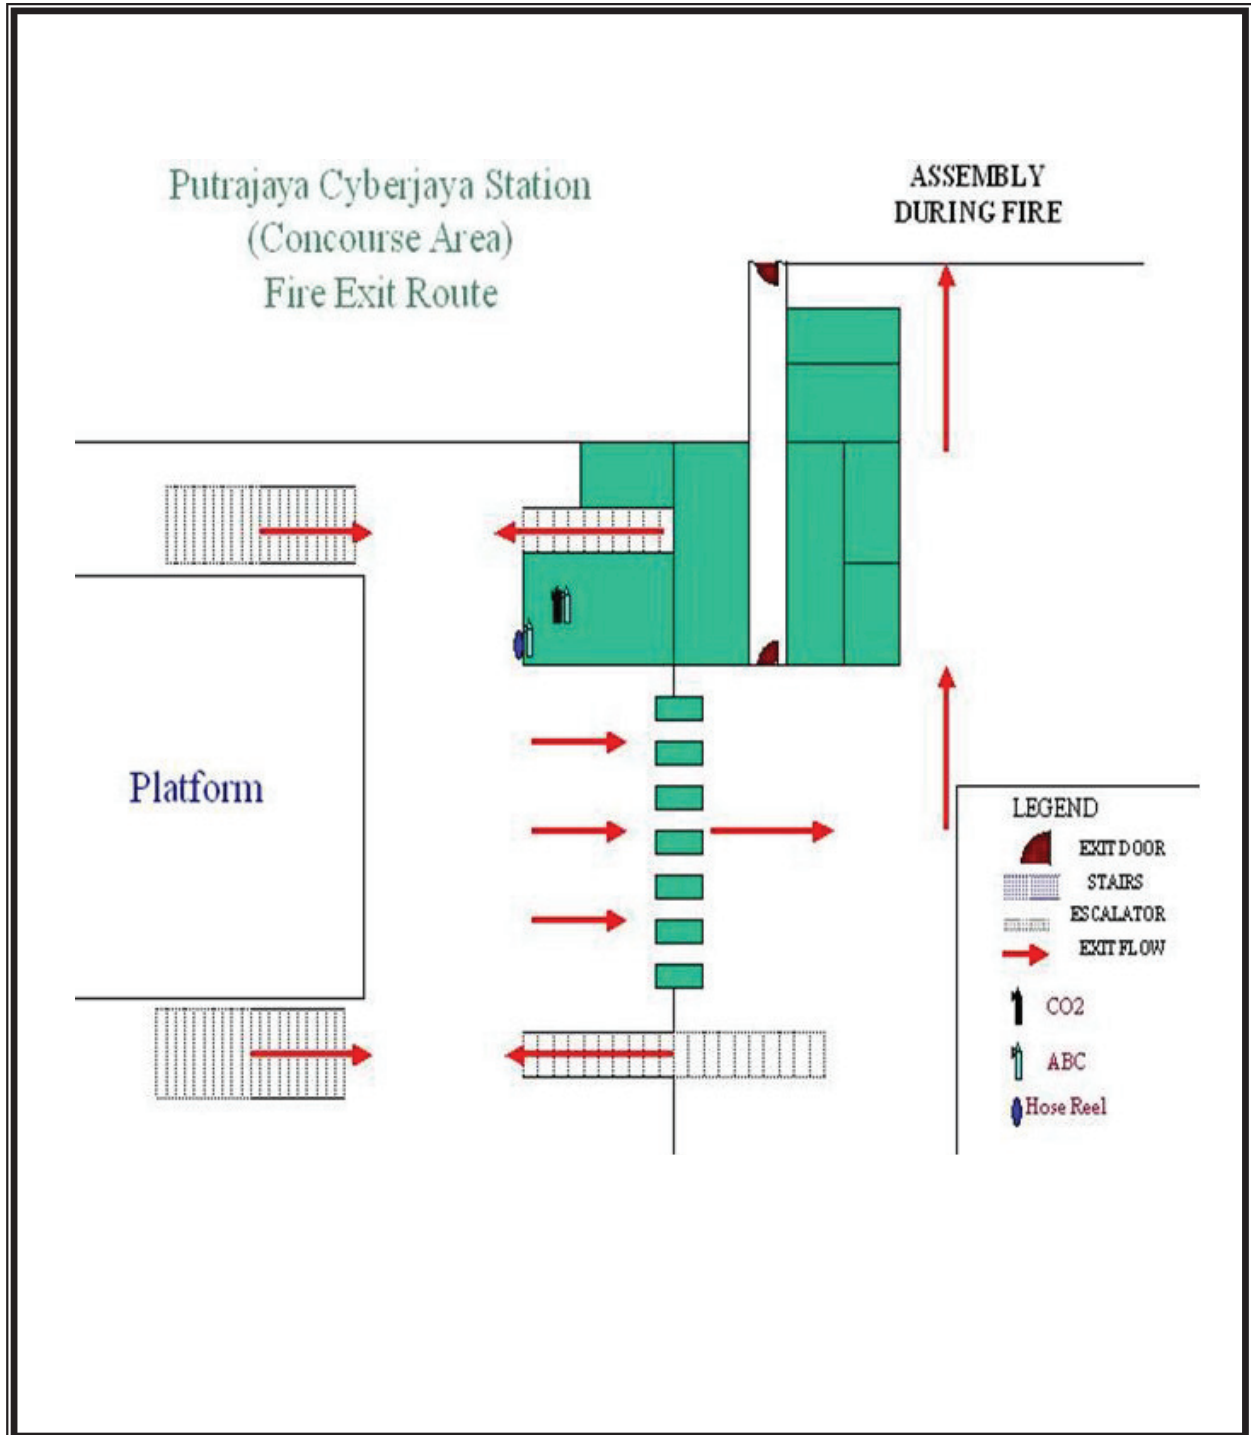 Putrajaya Cyberjaya Station
(Concourse Area)
Fire Exit Route
ASSEMBLY
DURING FIRE
Platform
LEGEND
EXIT DOOR
STAIRS
ESCALATOR
EXIT FLOW
CO2
ABC
Hose Reel